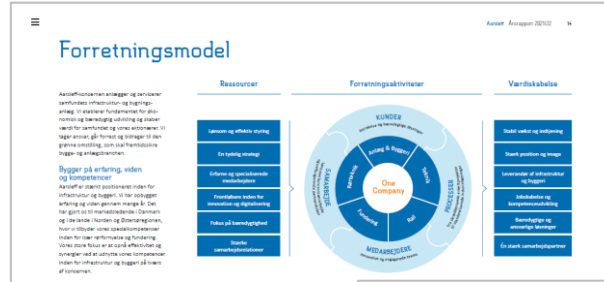 Aarsleff Årsrapport 2021/22 14
Forretningsmodel
Aarsleff-koncernen anlægger og servicerer
samfundets infrastruktur- og bygnings-
anlæg. Vi etablerer fundamentet for øko-
nomisk og bæredygtig udvikling og skaber
værdi for samfundet og vores aktionærer. Vi
tager ansvar, går forrest og bidrager til den
grønne omstilling, som skal fremtidssikre
bygge- og anlægsbranchen.
Bygger på erfaring, viden
og kompetencer
Aarsleff er stærkt positioneret inden for
infrastruktur og byggeri. Vi har opbygget
erfaring og viden gennem mange år. Det
har gjort os til markedsledende i Danmark
og i de lande i Norden og Østersøregionen,
hvor vi tilbyder vores specialkompetencer
inden for især rørfornyelse og fundering.
Vores store fokus er at opnå effektivitet og
synergier ved at udnytte vores kompetencer
inden for infrastruktur og byggeri på tværs
af koncernen.
Ressourcer
Lønsom og effektiv styring
En tydelig strategi
Erfarne og specialiserede
medarbejdere
Frontløbere inden for
innovation og digitalisering
Fokus på bæredygtighed
Stærke
samarbejdsrelationer
Forretningsaktiviteter
KUNDER
Anlæg & Byggeri
Teknik
Rail
Fundering
Rørteknik
One
Company
SAMARBEJDE
PROCESSER
MEDARBEJDERE
Værdiskabelse
Stabil vækst og indtjening
Stærk position og image
Leverandør af infrastruktur
og byggeri
Jobskabelse og
kompetenceudvikling
Bæredygtige og
ansvarlige løsninger
Én stærk samarbejdspartner